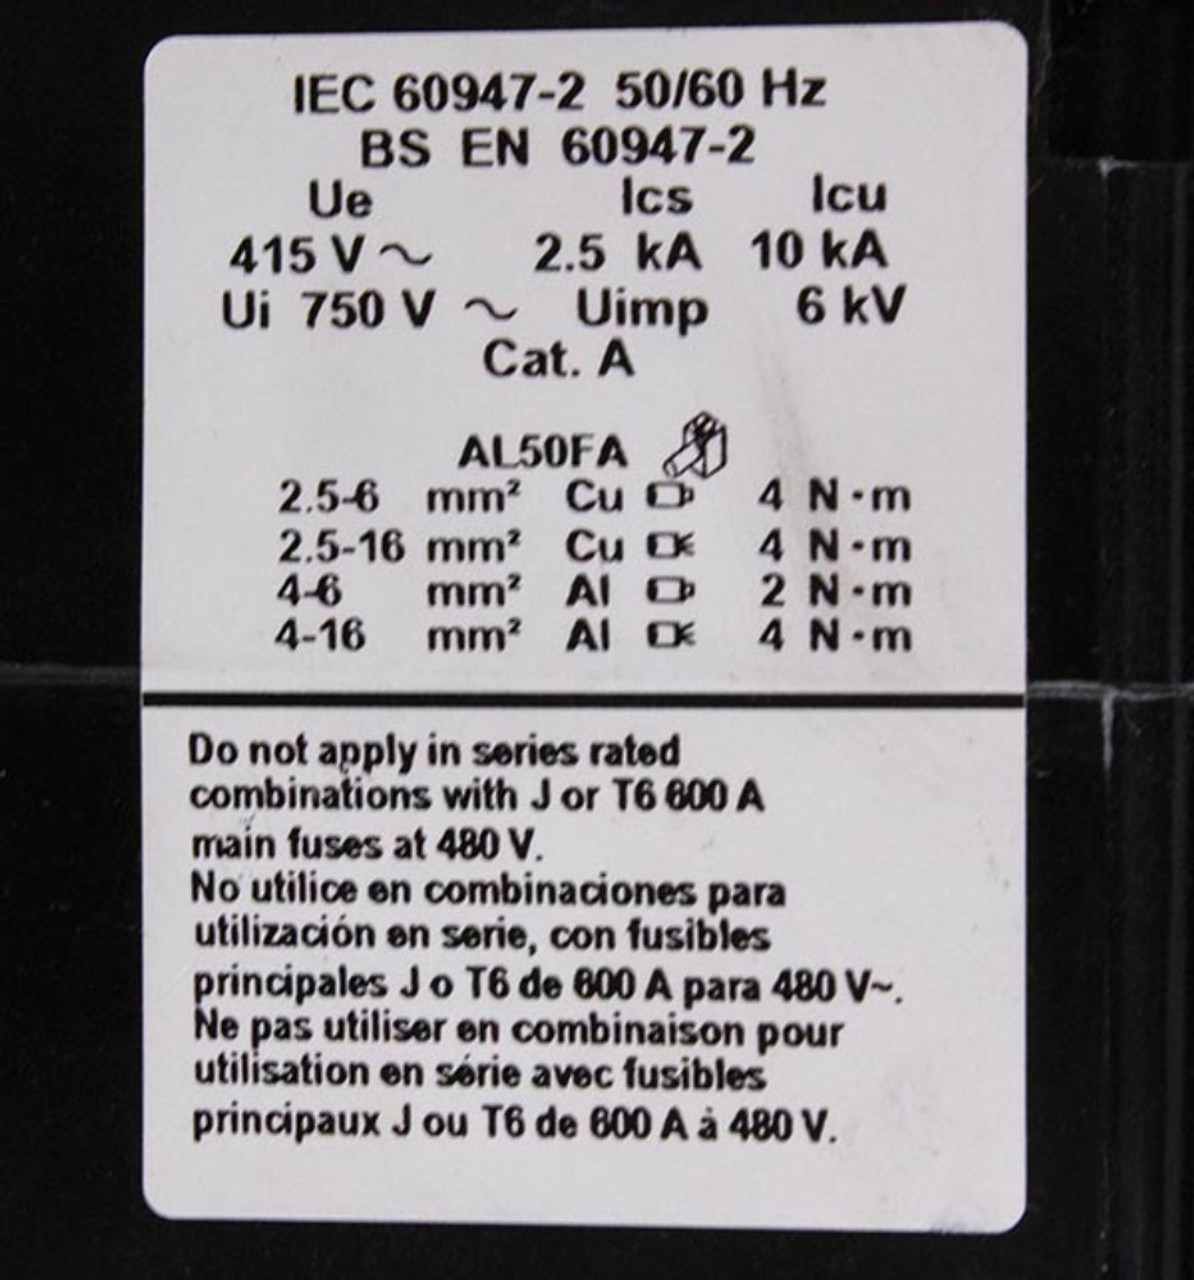 IEC 60947-2 50/60 Hz
BS EN 60947-2
Ue Ics Icu
415 V ~ 2.5 kA 10 kA
Ui 750 V ~ Uimp 6 kV
Cat. A
AL50FA
2.5-6 mm² Cu 4 N·m
2.5-16 mm² Cu 4 N·m
4-6 mm² Al 2 N·m
4-16 mm² Al 4 N·m
Do not apply in series rated
combinations with J or T6 600 A
main fuses at 480 V.
No utilice en combinaciones para
utilización en serie, con fusibles
principales J o T6 de 600 A para 480 V~.
Ne pas utiliser en combinaison pour
utilisation en série avec fusibles
principaux J ou T6 de 600 A à 480 V.